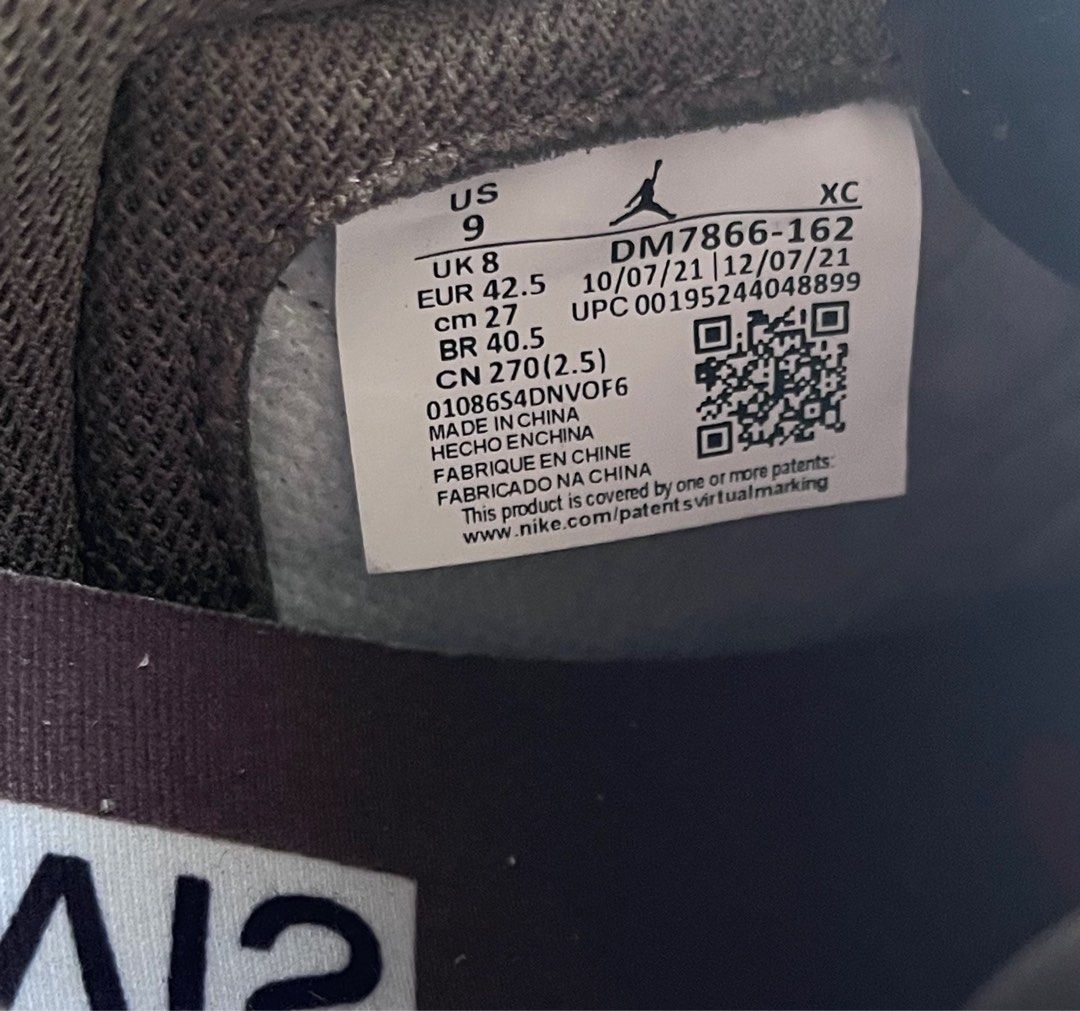 US
9
XC
UK 8
DM7866-162
EUR 42.5
10/07/21 | 12/07/21
cm 27
UPC 00195244048899
BR 40.5
CN 270(2.5)
01086S4DNVOF6
MADE IN CHINA
HECHO EN CHINA
FABRIQUE EN CHINE
FABRICADO NA CHINA
This product is covered by one or more patents:
www.nike.com/patentsvirtualmarking